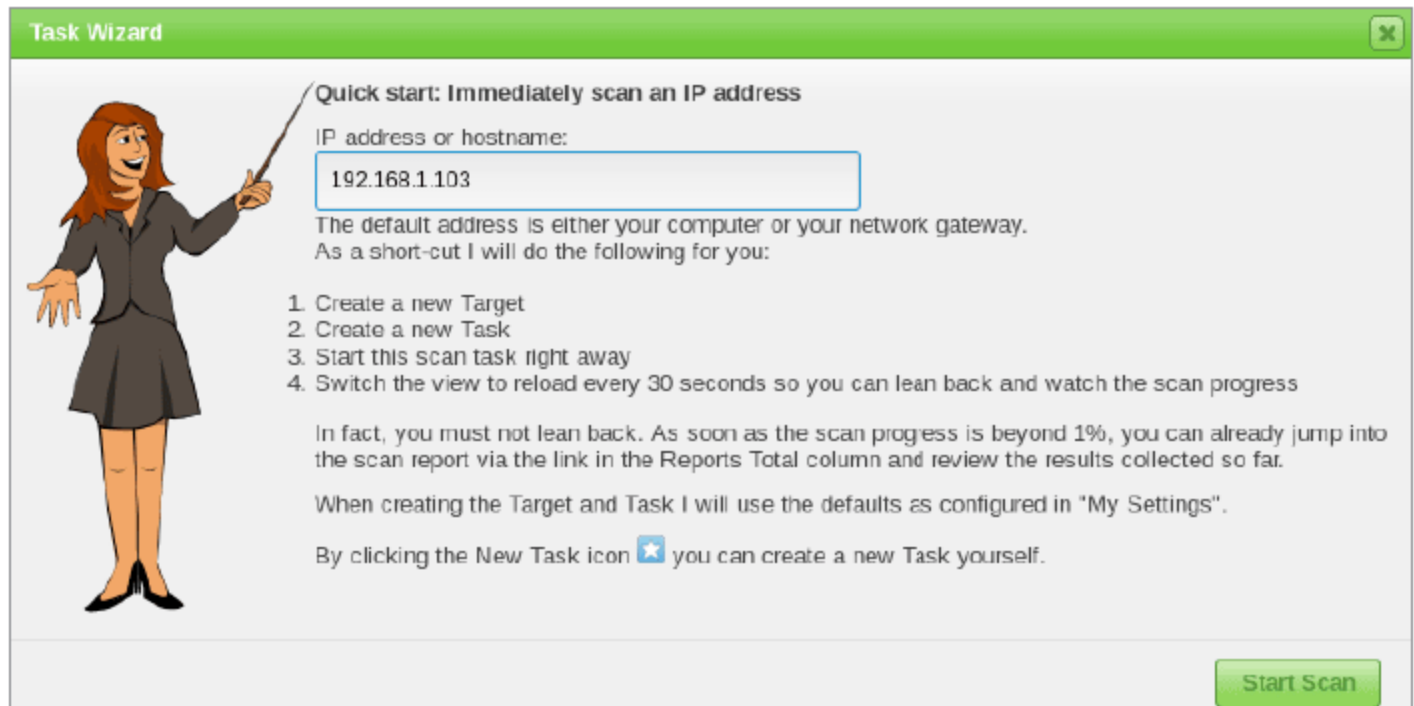 Task Wizard
Quick start: Immediately scan an IP address
IP address or hostname:
192.168.1.103
The default address is either your computer or your network gateway.
As a short-cut I will do the following for you:
1. Create a new Target
2. Create a new Task
3. Start this scan task right away
4. Switch the view to reload every 30 seconds so you can lean back and watch the scan progress
In fact, you must not lean back. As soon as the scan progress is beyond 1%, you can already jump into
the scan report via the link in the Reports Total column and review the results collected so far.
When creating the Target and Task I will use the defaults as configured in "My Settings".
By clicking the New Task icon you can create a new Task yourself.
Start Scan